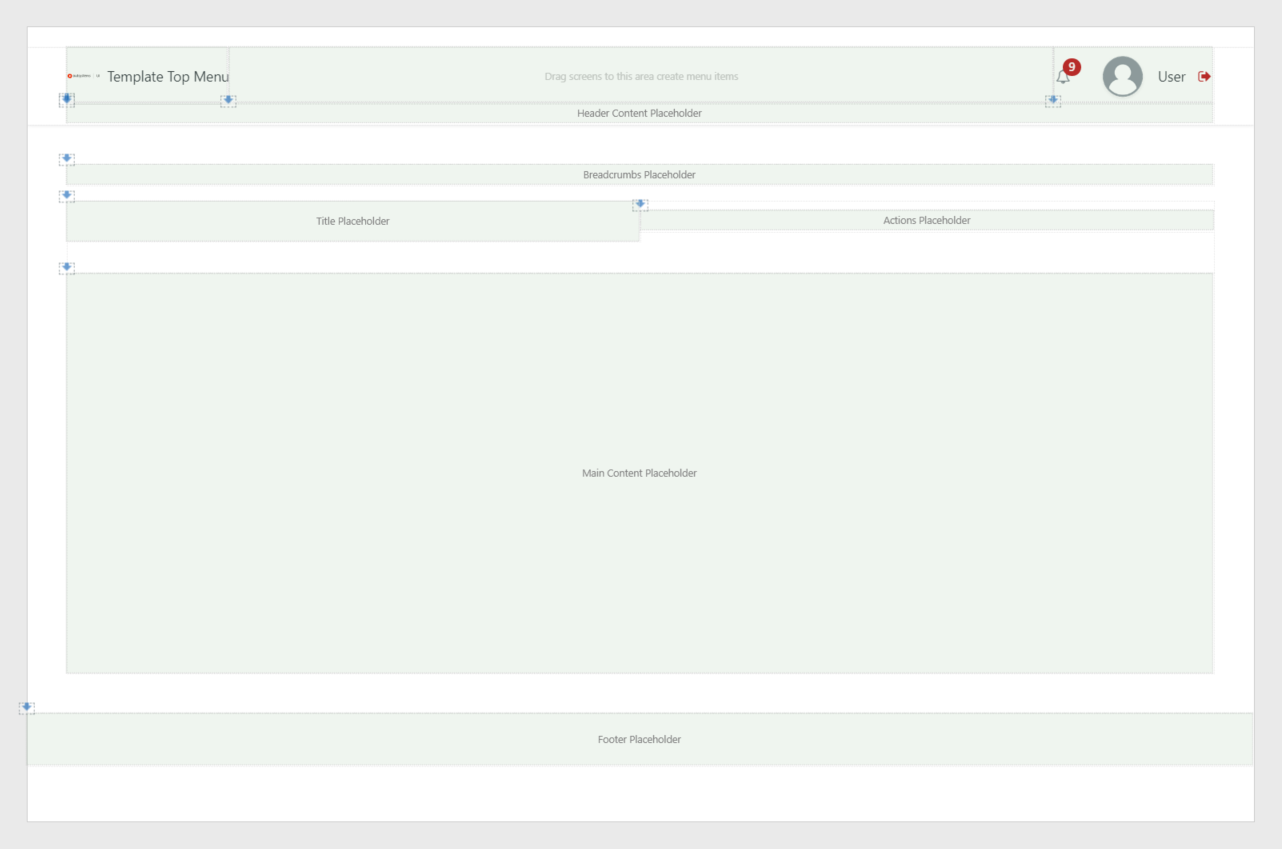 Template Top Menu
Drag screens to this area create menu items
9
User
Header Content Placeholder
Breadcrumbs Placeholder
Title Placeholder
Actions Placeholder
Main Content Placeholder
Footer Placeholder